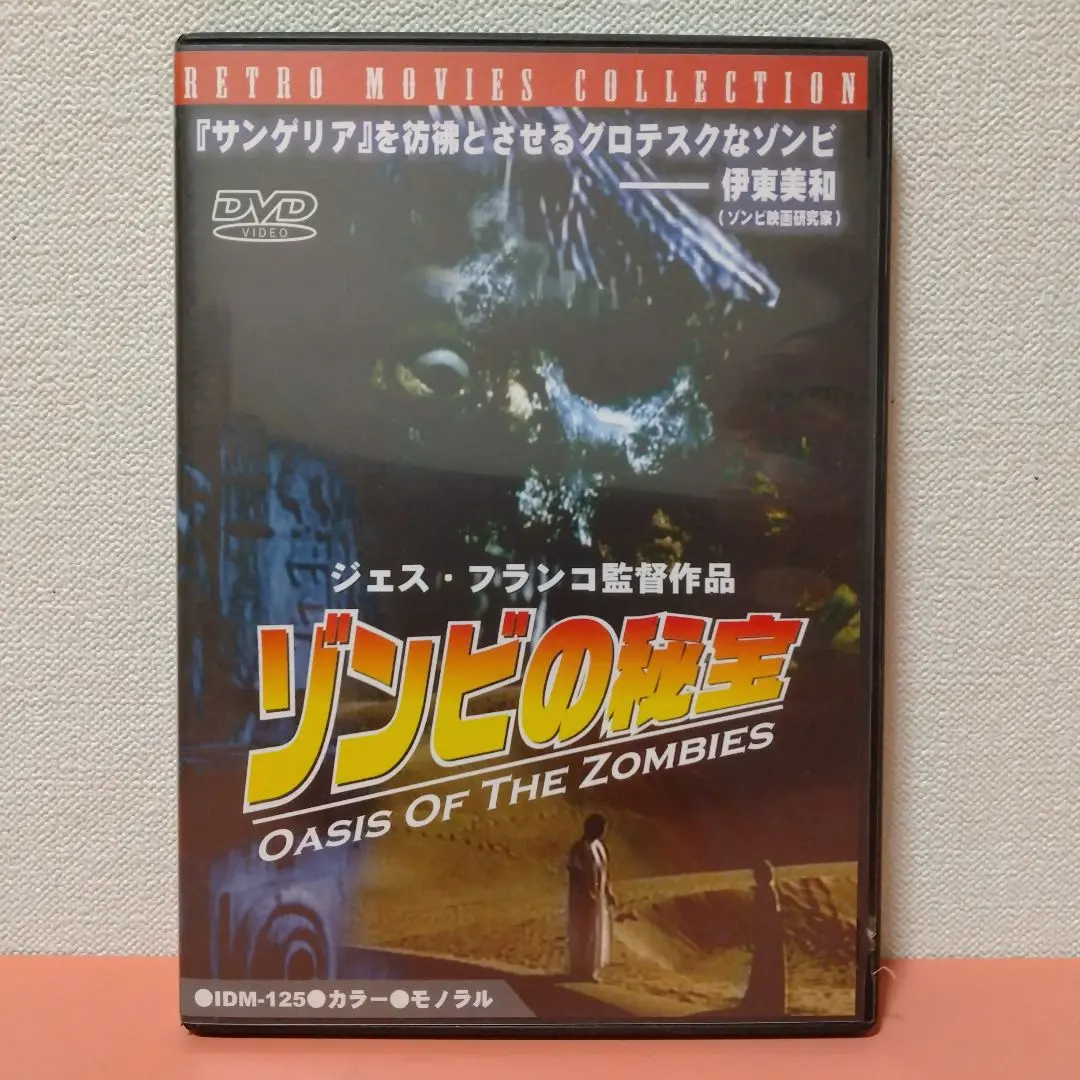 RETRO MOVIES COLLECTION
『サンゲリア』を彷彿とさせるグロテスクなゾンビ
── 伊東美和
(ゾンビ映画研究家)
DVD
VIDEO
ジェス・フランコ監督作品
ゾンビの秘宝
OASIS OF THE ZOMBIES
●IDM-125●カラー●モノラル